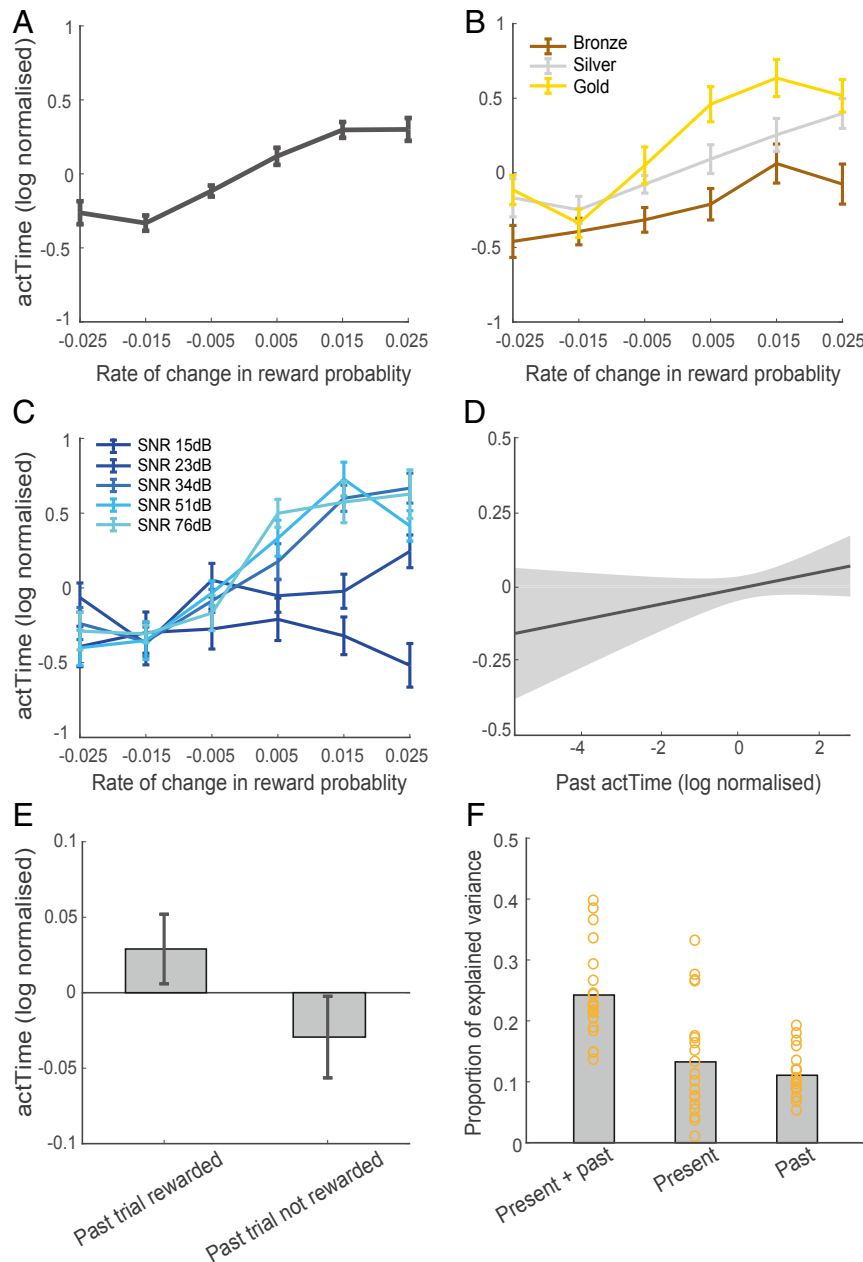 A
actTime (log normalised)
1
0.5
0
-0.5
-1
-0.025 -0.015 -0.005 0.005 0.015 0.025
Rate of change in reward probablity
B
Bronze
Silver
Gold
1
0.5
0
-0.5
-1
-0.025 -0.015 -0.005 0.005 0.015 0.025
Rate of change in reward probablity
C
SNR 15dB
SNR 23dB
SNR 34dB
SNR 51dB
SNR 76dB
actTime (log normalised)
1
0.5
0
-0.5
-1
-0.025 -0.015 -0.005 0.005 0.015 0.025
Rate of change in reward probablity
D
0.5
0.25
0
-0.25
-0.5
-4 -2 0 2
Past actTime (log normalised)
E
actTime (log normalised)
0.1
0.05
0
-0.05
-0.1
Past trial rewarded
Past trial not rewarded
F
Proportion of explained variance
0.5
0.4
0.3
0.2
0.1
0
Present + past
Present
Past